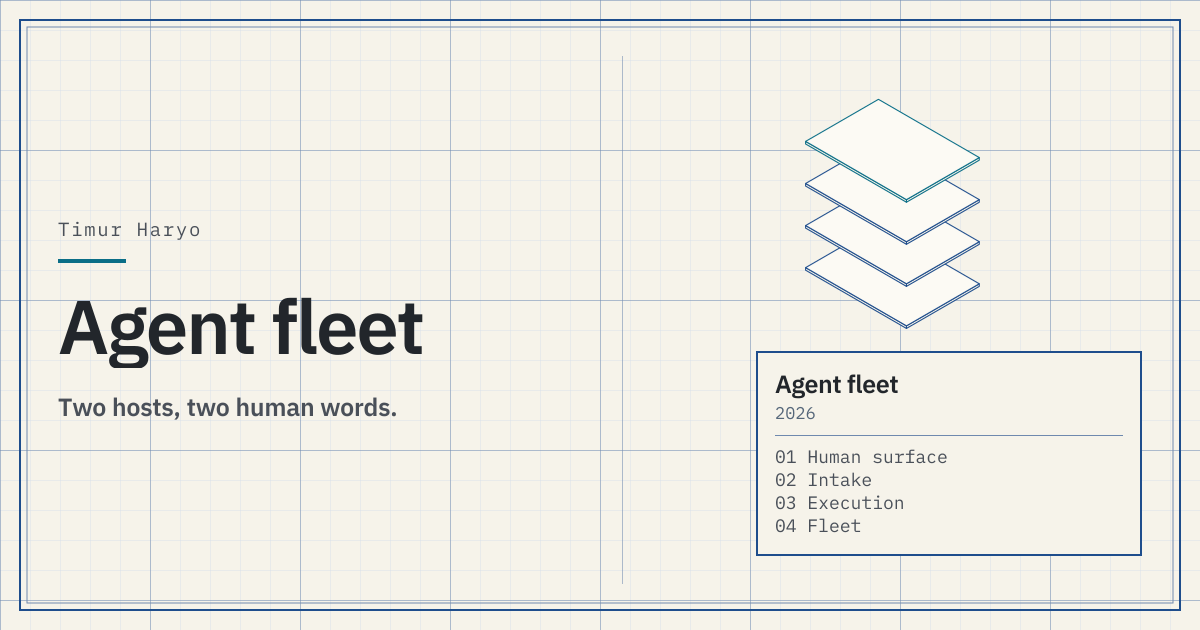 Timur Haryo
Agent fleet
Two hosts, two human words.
Agent fleet
2026
01 Human surface
02 Intake
03 Execution
04 Fleet